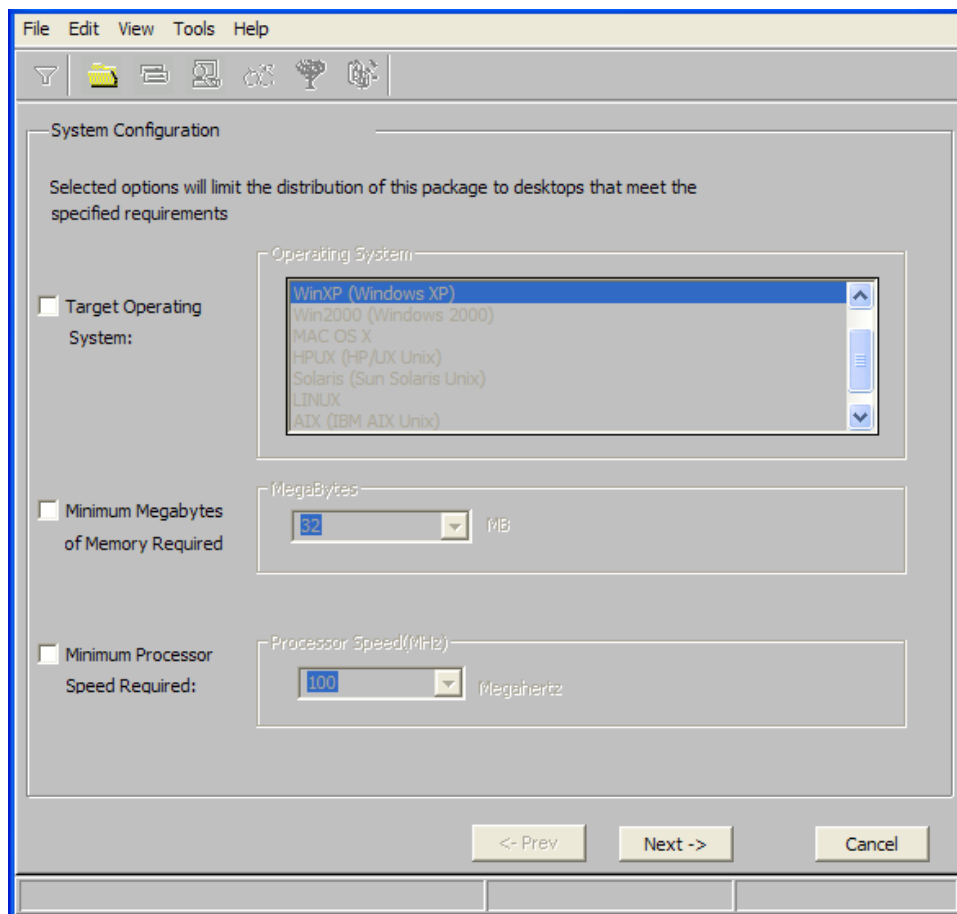 File Edit View Tools Help
System Configuration
Selected options will limit the distribution of this package to desktops that meet the
specified requirements
Operating System
Target Operating
System:
WinXP (Windows XP)
Win2000 (Windows 2000)
MAC OS X
HPUX (HP/UX Unix)
Solaris (Sun Solaris Unix)
LINUX
AIX (IBM AIX Unix)
MegaBytes
Minimum Megabytes
of Memory Required
32 MB
Processor Speed(MHz)
Minimum Processor
Speed Required:
100 Megahertz
<- Prev Next -> Cancel